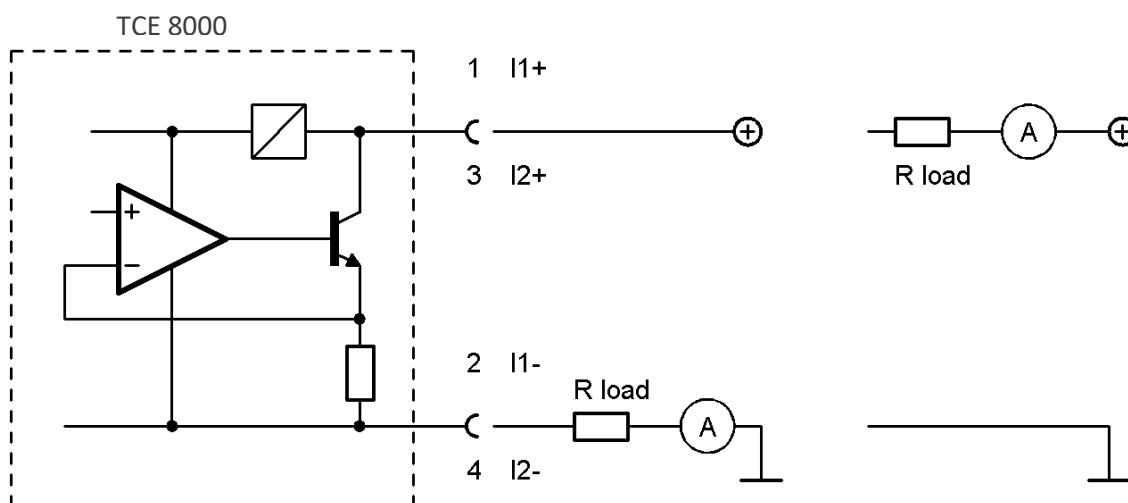 TCE 8000
1 I1+
+ + A +
3 I2+ R load
+
−
2 I1-
R load
A
4 I2-